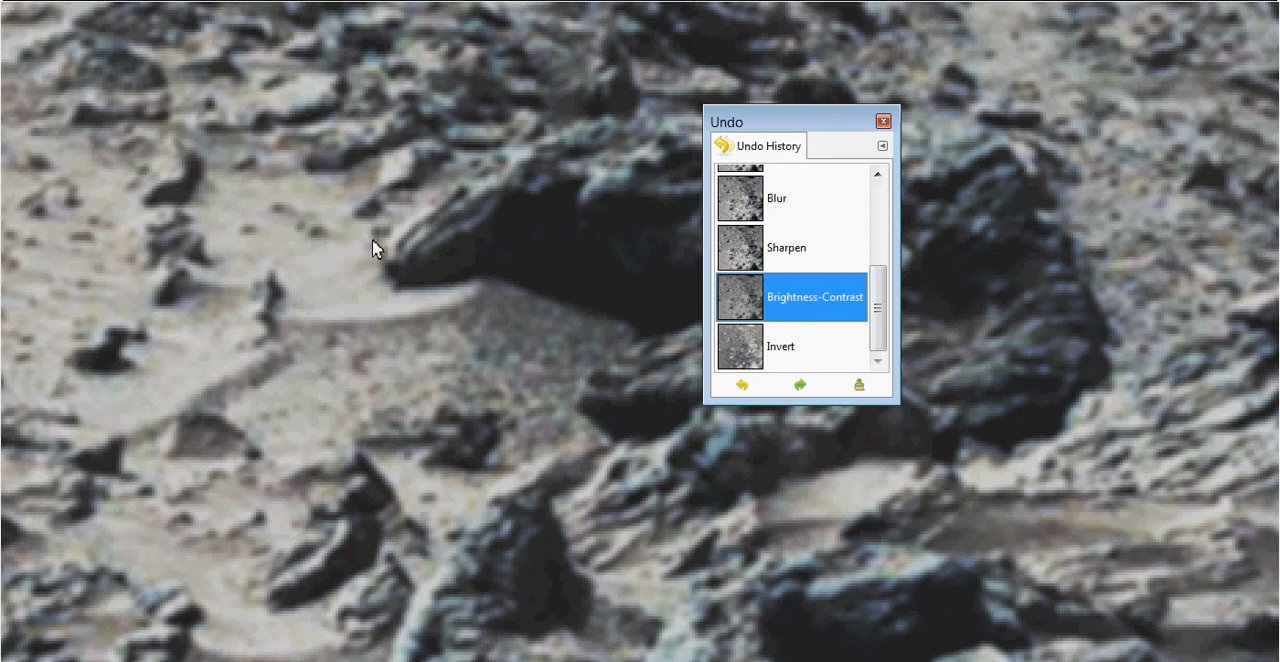 Undo
Undo History
Blur
Sharpen
Brightness-Contrast
Invert